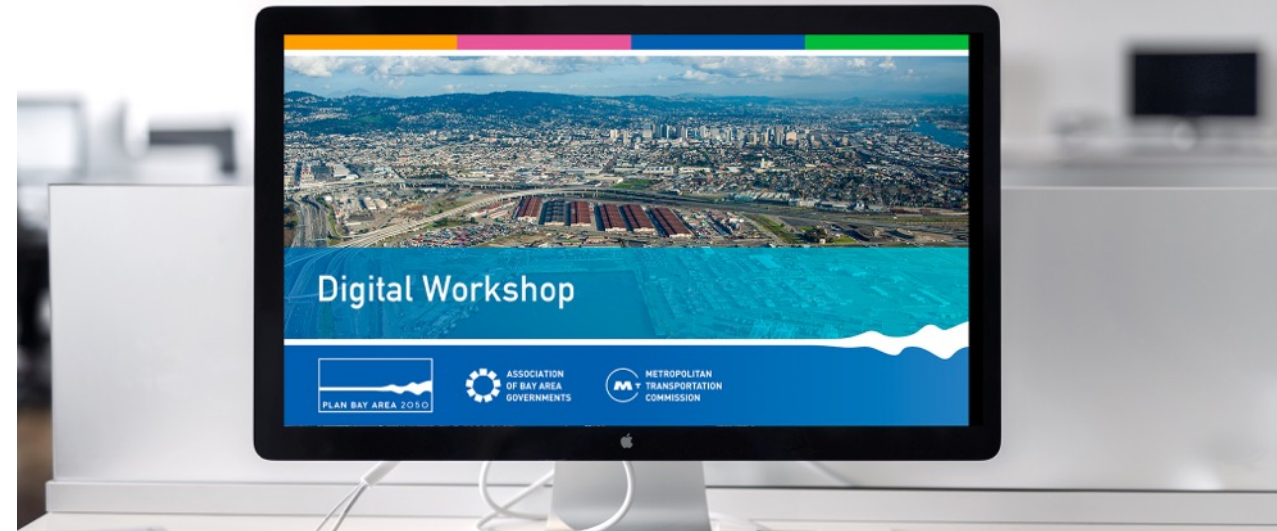 Digital Workshop
PLAN BAY AREA 2050
ASSOCIATION
OF BAY AREA
GOVERNMENTS
M T
METROPOLITAN
TRANSPORTATION
COMMISSION